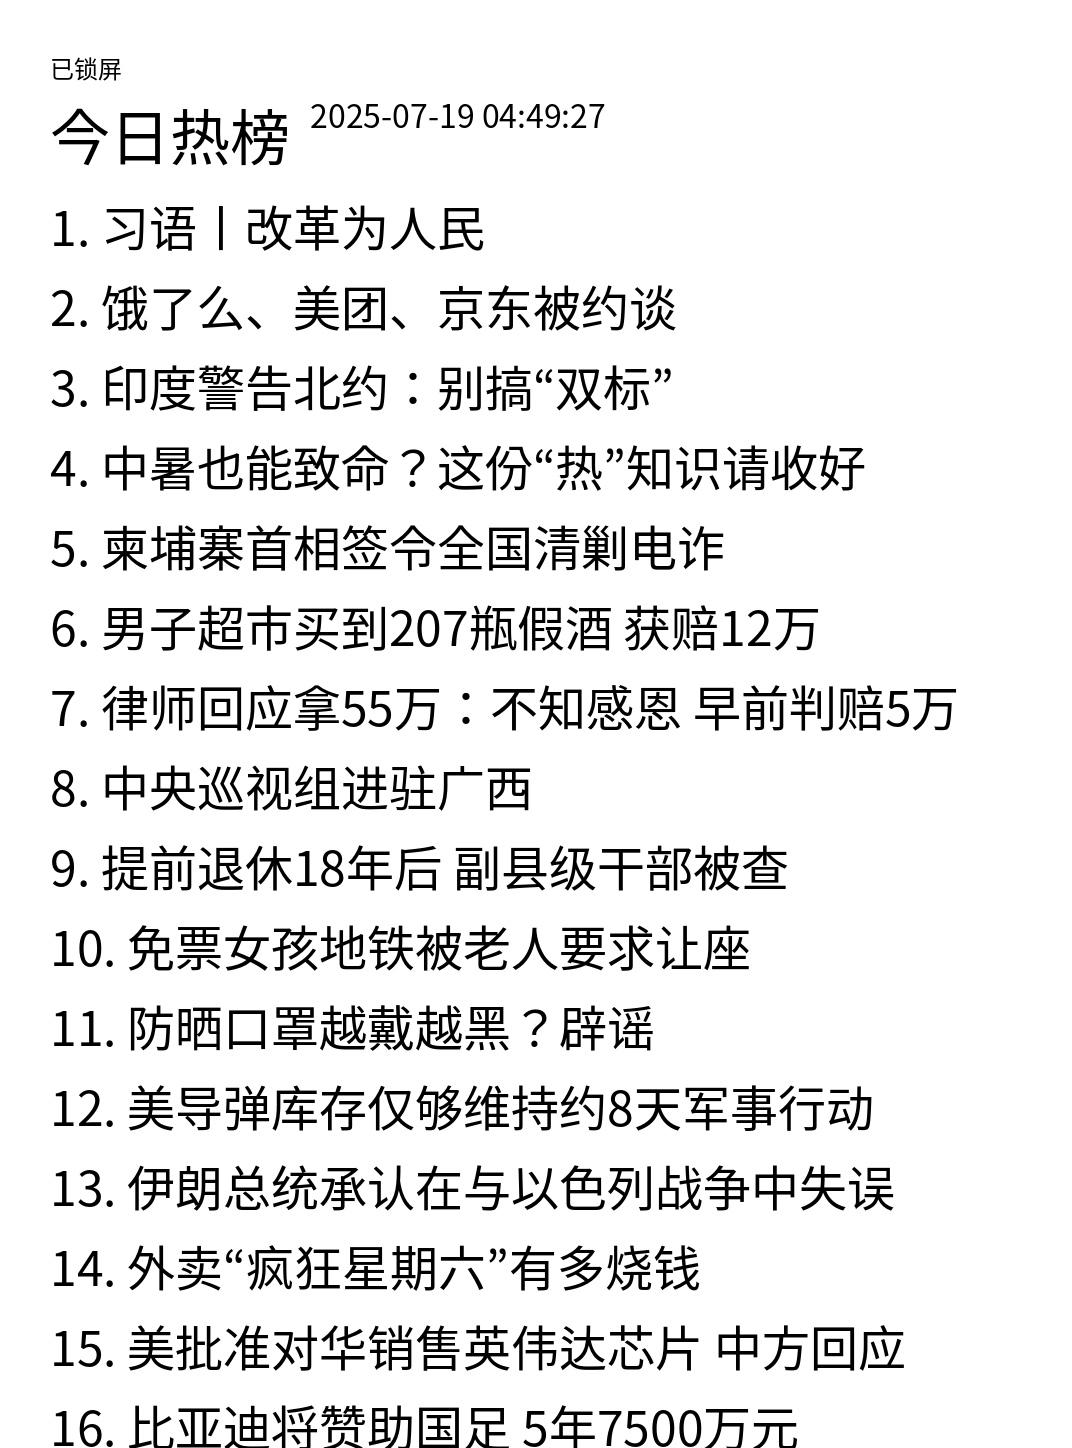 已锁屏
今日热榜 2025-07-19 04:49:27
1. 习语丨改革为人民
2. 饿了么、美团、京东被约谈
3. 印度警告北约：别搞“双标”
4. 中暑也能致命？这份“热”知识请收好
5. 柬埔寨首相签令全国清剿电诈
6. 男子超市买到207瓶假酒 获赔12万
7. 律师回应拿55万：不知感恩 早前判赔5万
8. 中央巡视组进驻广西
9. 提前退休18年后 副县级干部被查
10. 免票女孩地铁被老人要求让座
11. 防晒口罩越戴越黑？辟谣
12. 美导弹库存仅够维持约8天军事行动
13. 伊朗总统承认在与以色列战争中失误
14. 外卖“疯狂星期六”有多烧钱
15. 美批准对华销售英伟达芯片 中方回应
16. 比亚迪将赞助国足 5年7500万元